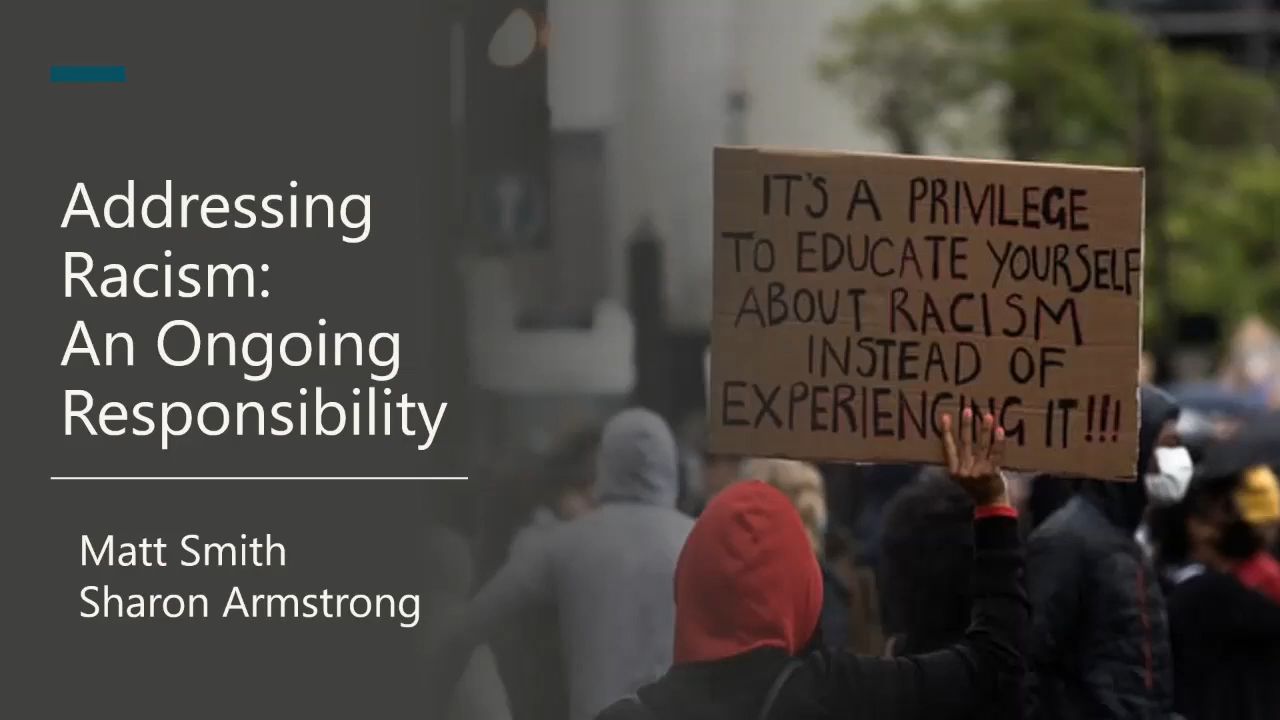 Addressing
Racism:
An Ongoing
Responsibility
Matt Smith
Sharon Armstrong
IT'S A PRIVILEGE
TO EDUCATE YOURSELF
ABOUT RACISM
INSTEAD OF
EXPERIENCING IT!!!